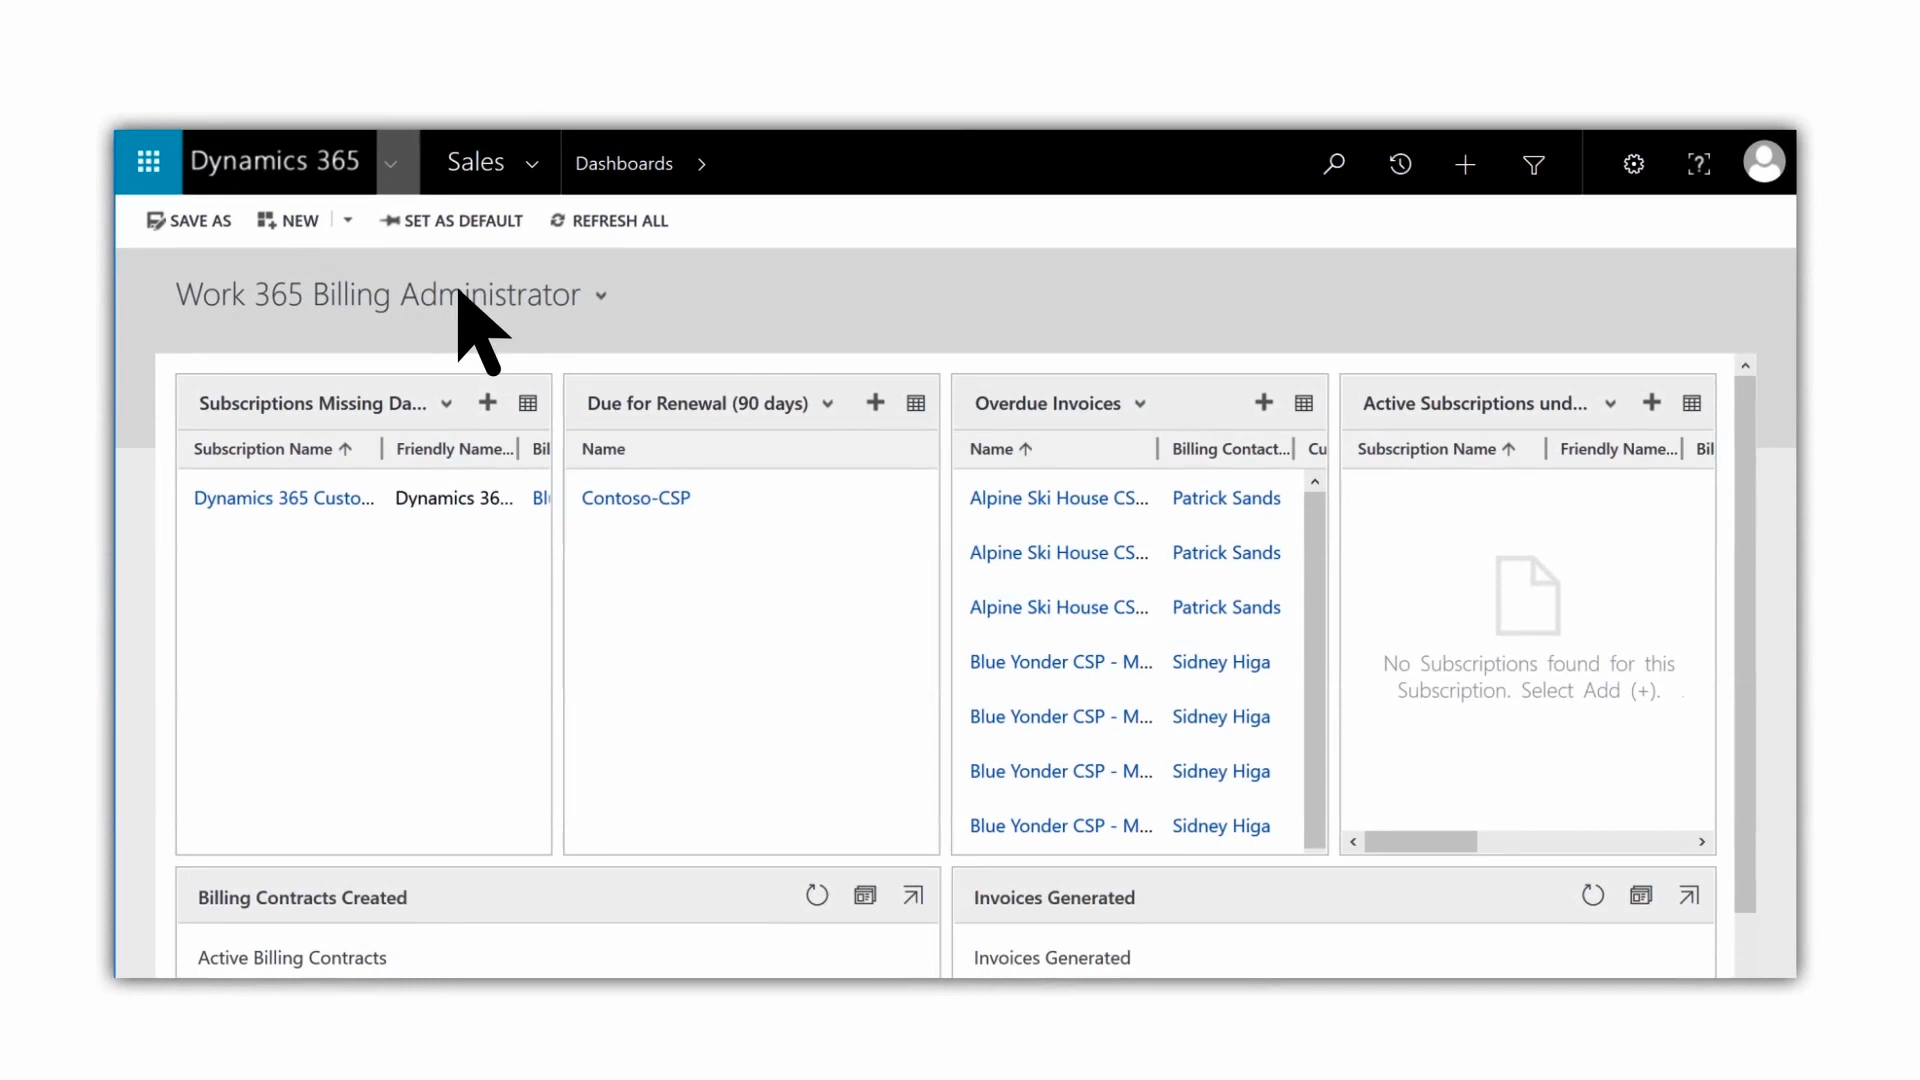 Dynamics 365
Sales
Dashboards
SAVE AS
NEW
SET AS DEFAULT
REFRESH ALL
Work 365 Billing Administrator
Subscriptions Missing Da...
Subscription Name
Friendly Name...
Bil
Dynamics 365 Custo...
Dynamics 36...
Bl
Due for Renewal (90 days)
Name
Contoso-CSP
Overdue Invoices
Name
Billing Contact...
Cu
Alpine Ski House CS...
Patrick Sands
Alpine Ski House CS...
Patrick Sands
Alpine Ski House CS...
Patrick Sands
Blue Yonder CSP - M...
Sidney Higa
Blue Yonder CSP - M...
Sidney Higa
Blue Yonder CSP - M...
Sidney Higa
Blue Yonder CSP - M...
Sidney Higa
Active Subscriptions und...
Subscription Name
Friendly Name...
Bil
No Subscriptions found for this
Subscription. Select Add (+).
Billing Contracts Created
Active Billing Contracts
Invoices Generated
Invoices Generated